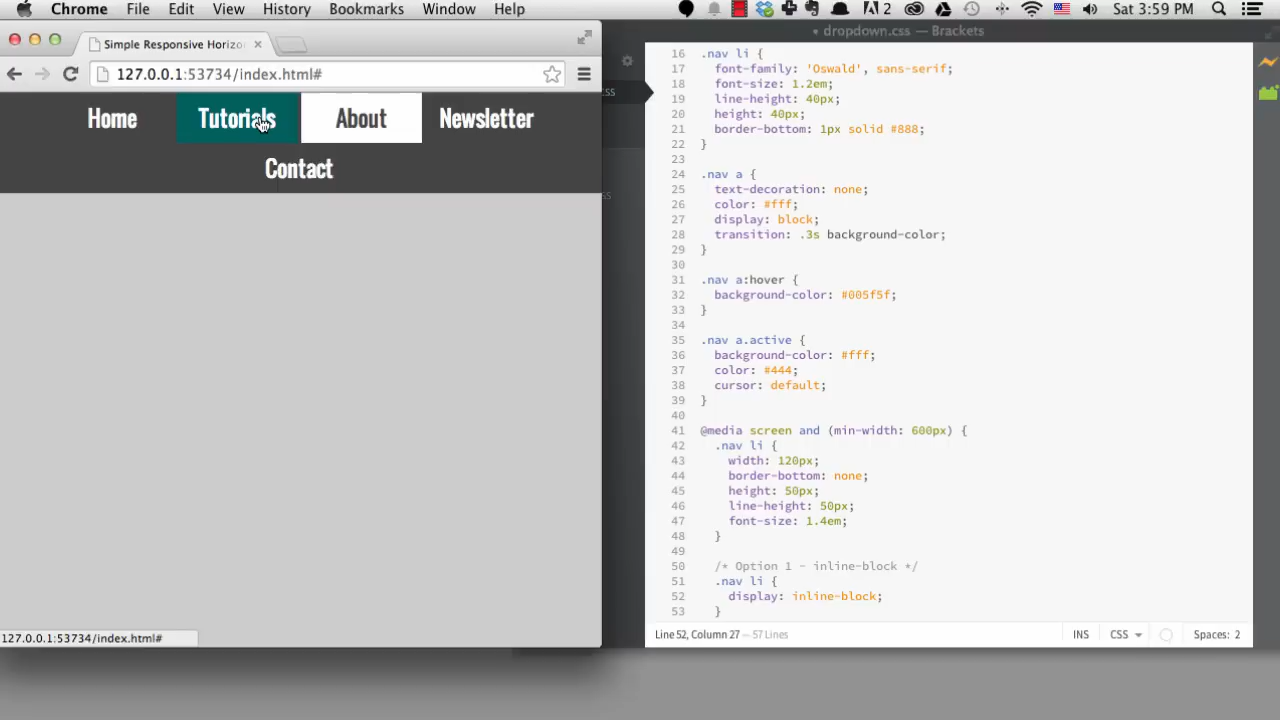 Chrome File Edit View History Bookmarks Window Help 2 Sat 3:59 PM
Simple Responsive Horizo
127.0.0.1:53734/index.html#
Home Tutorials About Newsletter
Contact
127.0.0.1:53734/index.html#
• dropdown.css — Brackets
css
ss
16 .nav li {
17 font-family: 'Oswald', sans-serif;
18 font-size: 1.2em;
19 line-height: 40px;
20 height: 40px;
21 border-bottom: 1px solid #888;
22 }
23
24 .nav a {
25 text-decoration: none;
26 color: #fff;
27 display: block;
28 transition: .3s background-color;
29 }
30
31 .nav a:hover {
32 background-color: #005f5f;
33 }
34
35 .nav a.active {
36 background-color: #fff;
37 color: #444;
38 cursor: default;
39 }
40
41 @media screen and (min-width: 600px) {
42 .nav li {
43 width: 120px;
44 border-bottom: none;
45 height: 50px;
46 line-height: 50px;
47 font-size: 1.4em;
48 }
49
50 /* Option 1 - inline-block */
51 .nav li {
52 display: inline-block;
53 }
Line 52, Column 27 — 57 Lines INS CSS Spaces: 2